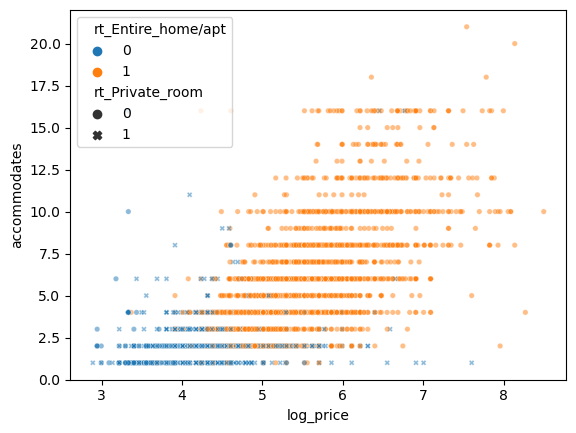 rt_Entire_home/apt
0
1
rt_Private_room
0
1
20.0
17.5
15.0
12.5
10.0
7.5
5.0
2.5
0.0
accommodates
3 4 5 6 7 8
log_price